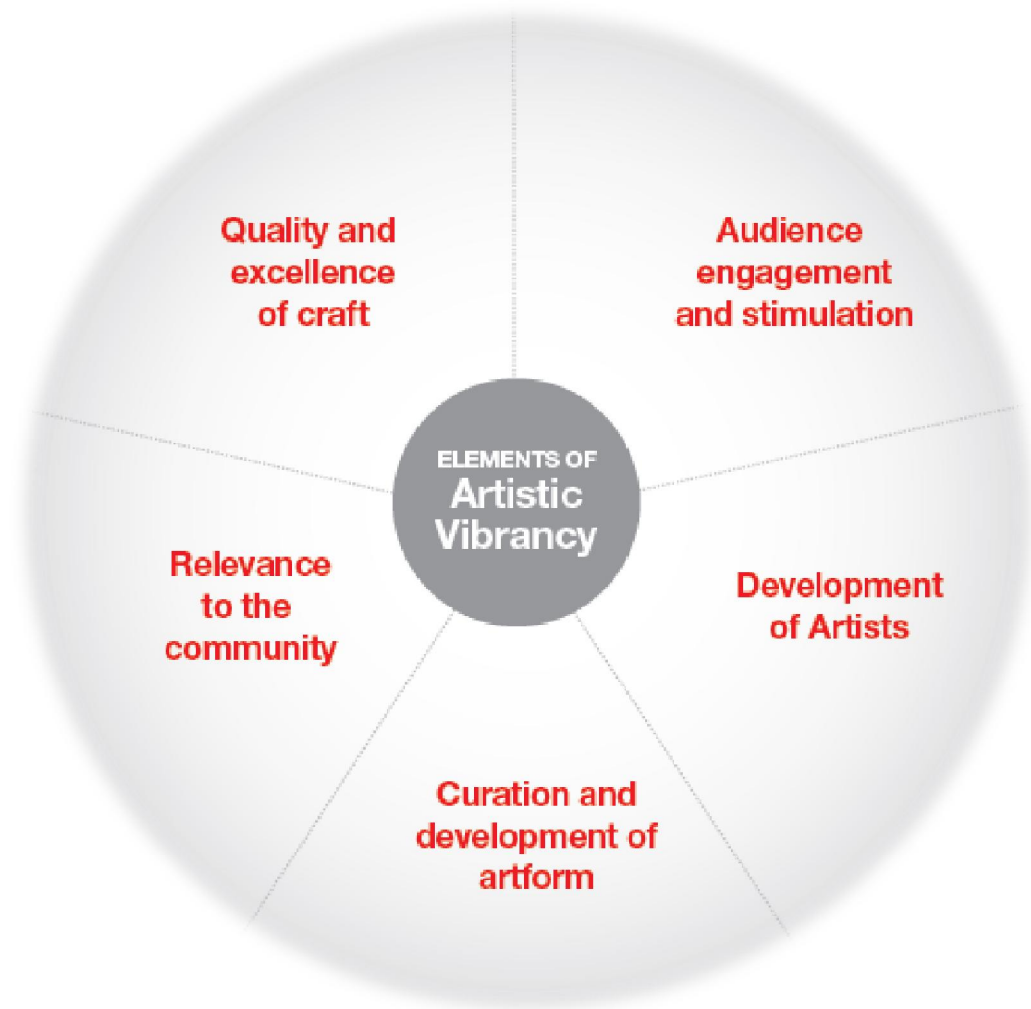 Quality and
excellence
of craft
Audience
engagement
and stimulation
ELEMENTS OF
Artistic
Vibrancy
Relevance
to the
community
Development
of Artists
Curation and
development of
artform